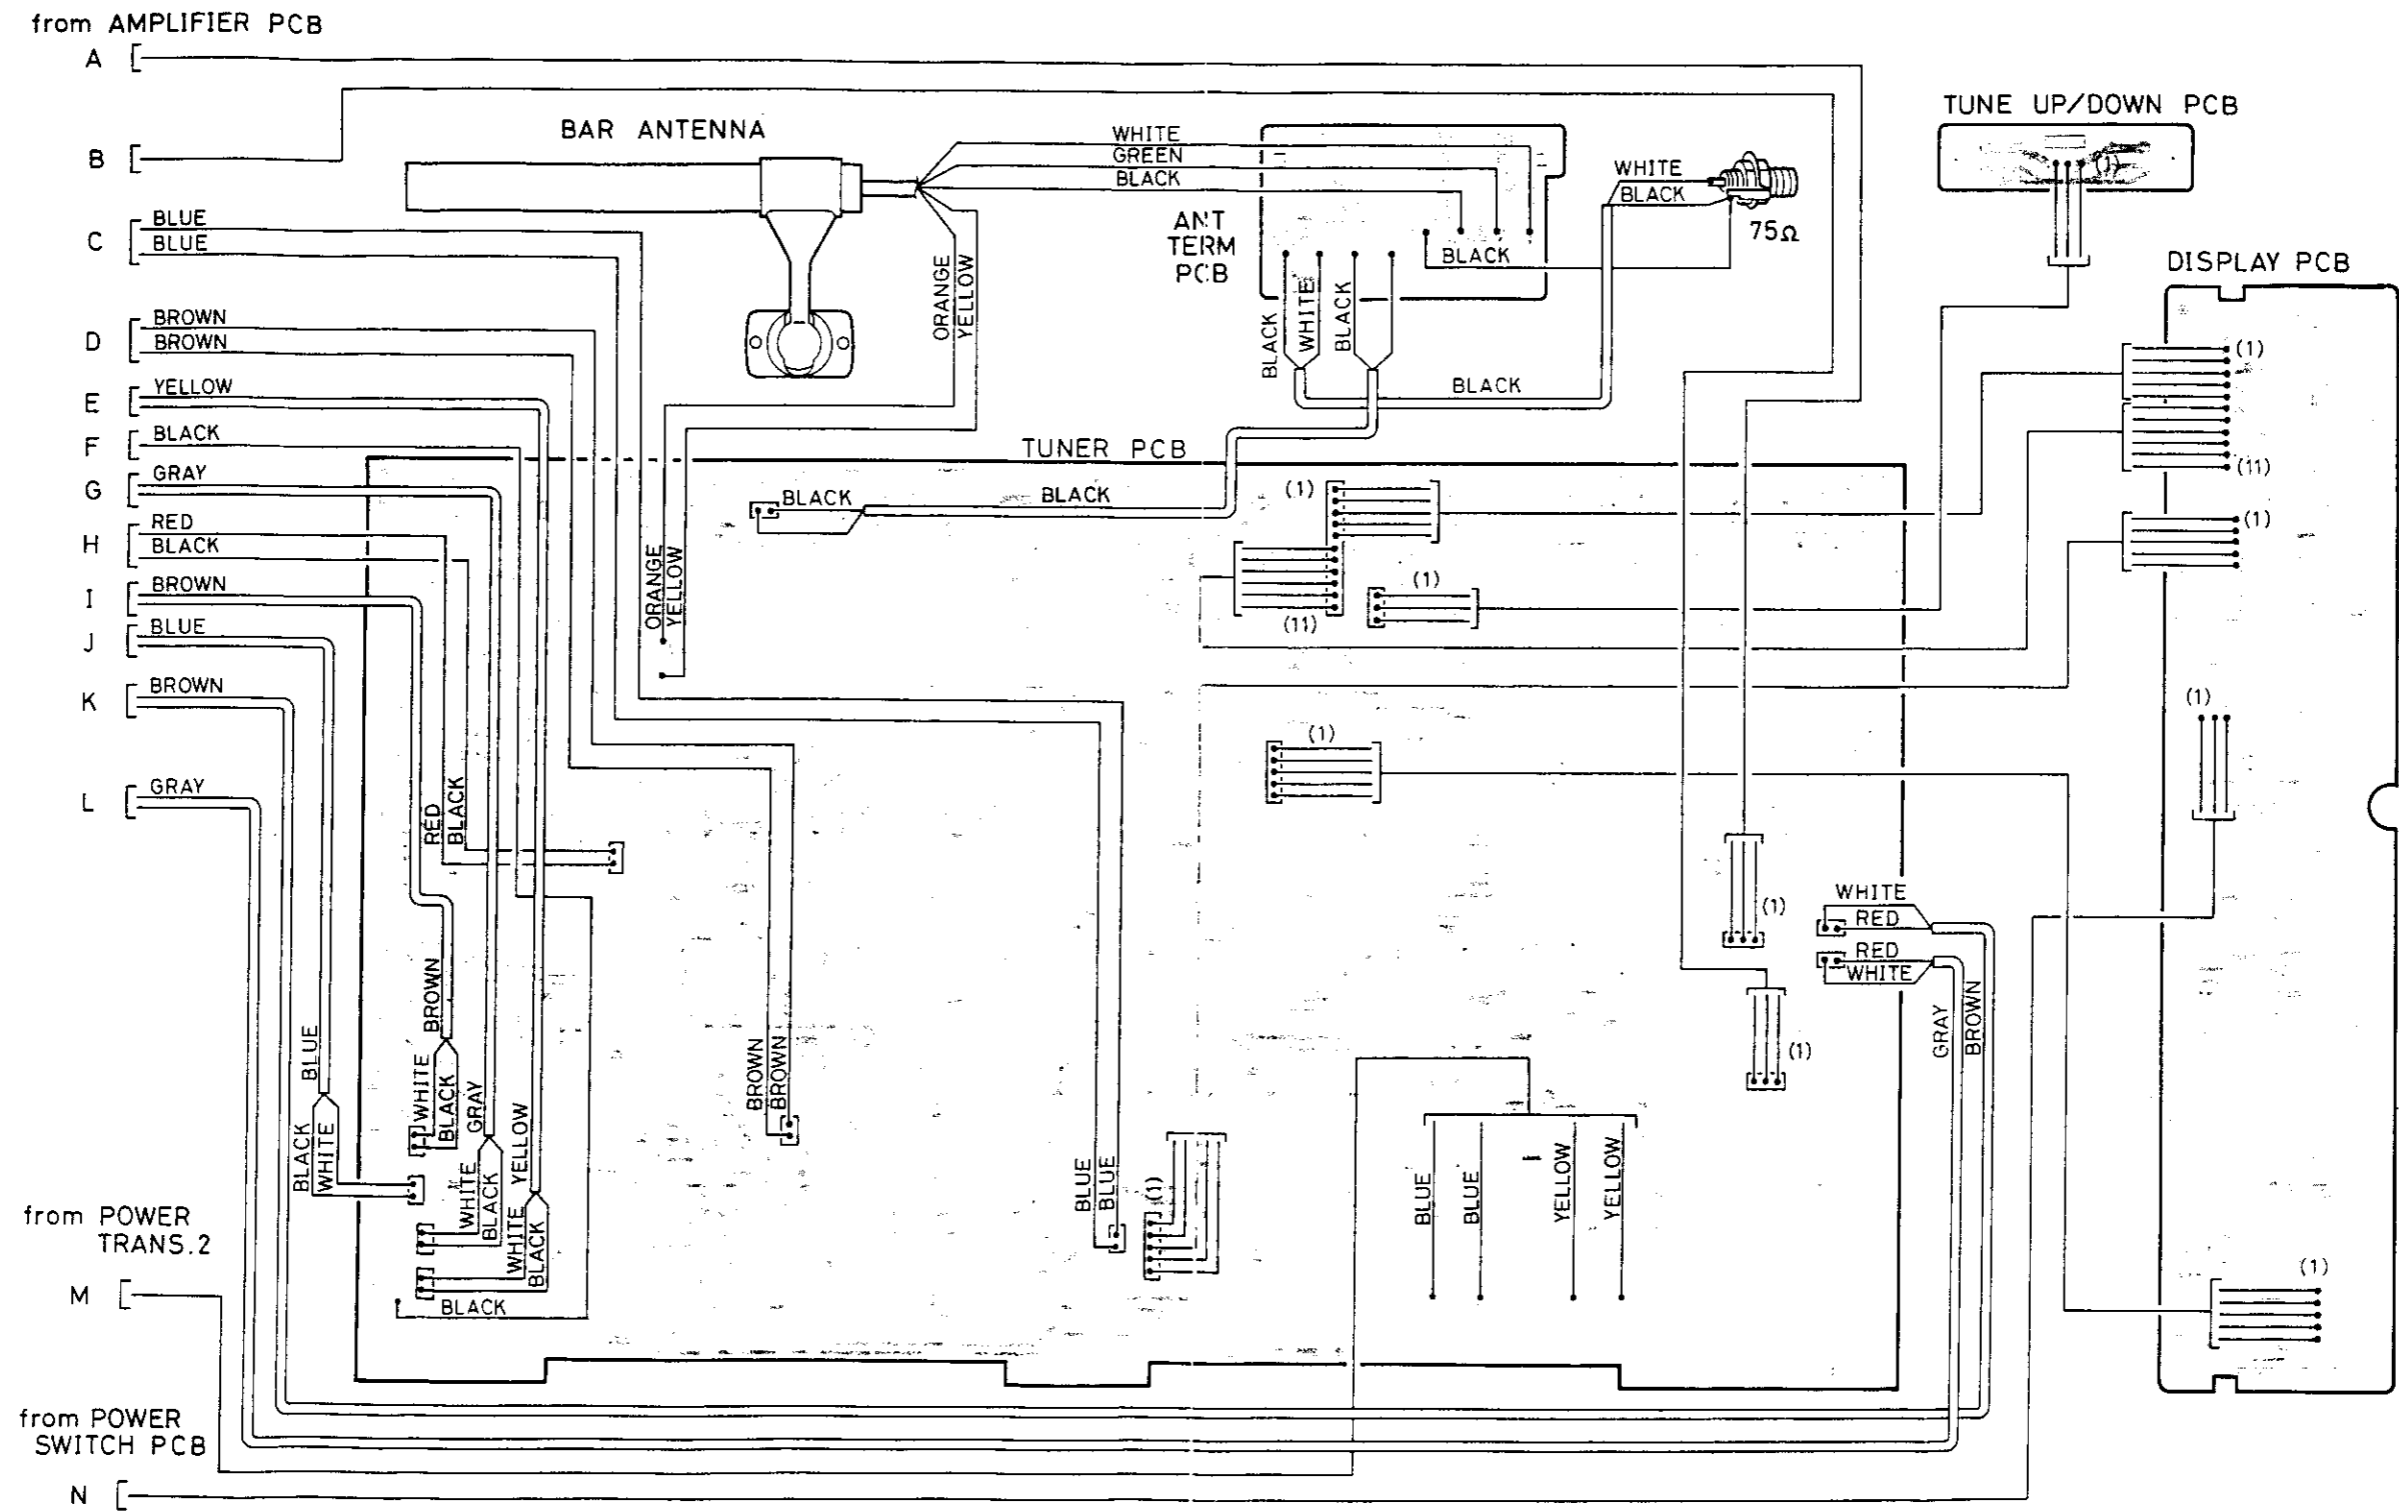 from AMPLIFIER PCB
A
B
C
BLUE
BLUE
D
BROWN
BROWN
E
YELLOW
F
BLACK
G
GRAY
H
RED
BLACK
I
BROWN
J
BLUE
K
BROWN
L
GRAY
from POWER
TRANS.2
M
from POWER
SWITCH PCB
N
BAR ANTENNA
WHITE
GREEN
BLACK
ORANGE
YELLOW
ANT
TERM
PCB
BLACK
WHITE
BLACK
BLACK
BLACK
WHITE
BLACK
75Ω
TUNE UP/DOWN PCB
(1)
DISPLAY PCB
(1)
(11)
(1)
(1)
(1)
TUNER PCB
BLACK
BLACK
ORANGE
YELLOW
(1)
(11)
(1)
(1)
RED
BLACK
BROWN
WHITE
BLACK
BLUE
BLACK
WHITE
GRAY
WHITE
BLACK
YELLOW
WHITE
BLACK
BLACK
BROWN
BROWN
BLUE
BLUE
(1)
BLUE
BLUE
YELLOW
YELLOW
(1)
(1)
WHITE
RED
RED
WHITE
GRAY
BROWN